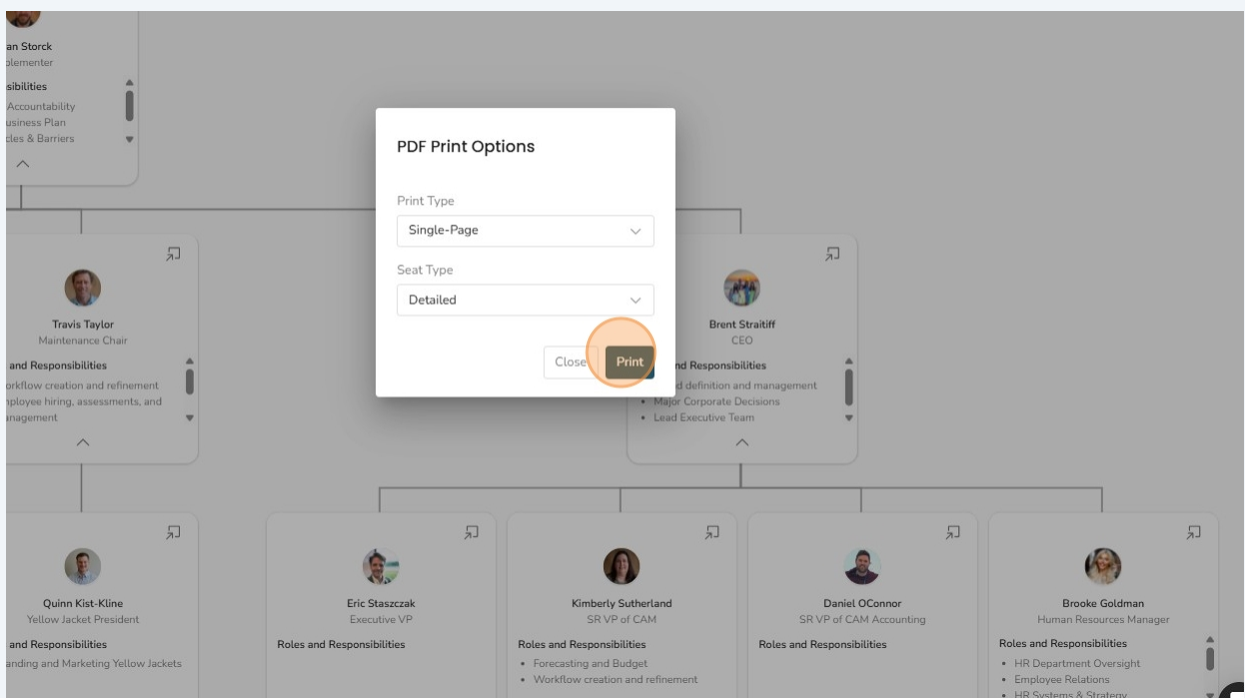 an Storck
plementer
sibilities
Accountability
usiness Plan
cles & Barriers
PDF Print Options
Print Type
Single-Page
Seat Type
Detailed
Close
Print
Travis Taylor
Maintenance Chair
and Responsibilities
orkflow creation and refinement
mployee hiring, assessments, and
anagement
Brent Straitiff
CEO
nd Responsibilities
d definition and management
• Major Corporate Decisions
• Lead Executive Team
Quinn Kist-Kline
Yellow Jacket President
and Responsibilities
anding and Marketing Yellow Jackets
Eric Staszczak
Executive VP
Roles and Responsibilities
Kimberly Sutherland
SR VP of CAM
Roles and Responsibilities
• Forecasting and Budget
• Workflow creation and refinement
Daniel OConnor
SR VP of CAM Accounting
Roles and Responsibilities
Brooke Goldman
Human Resources Manager
Roles and Responsibilities
• HR Department Oversight
• Employee Relations
• HR Systems & Strategy